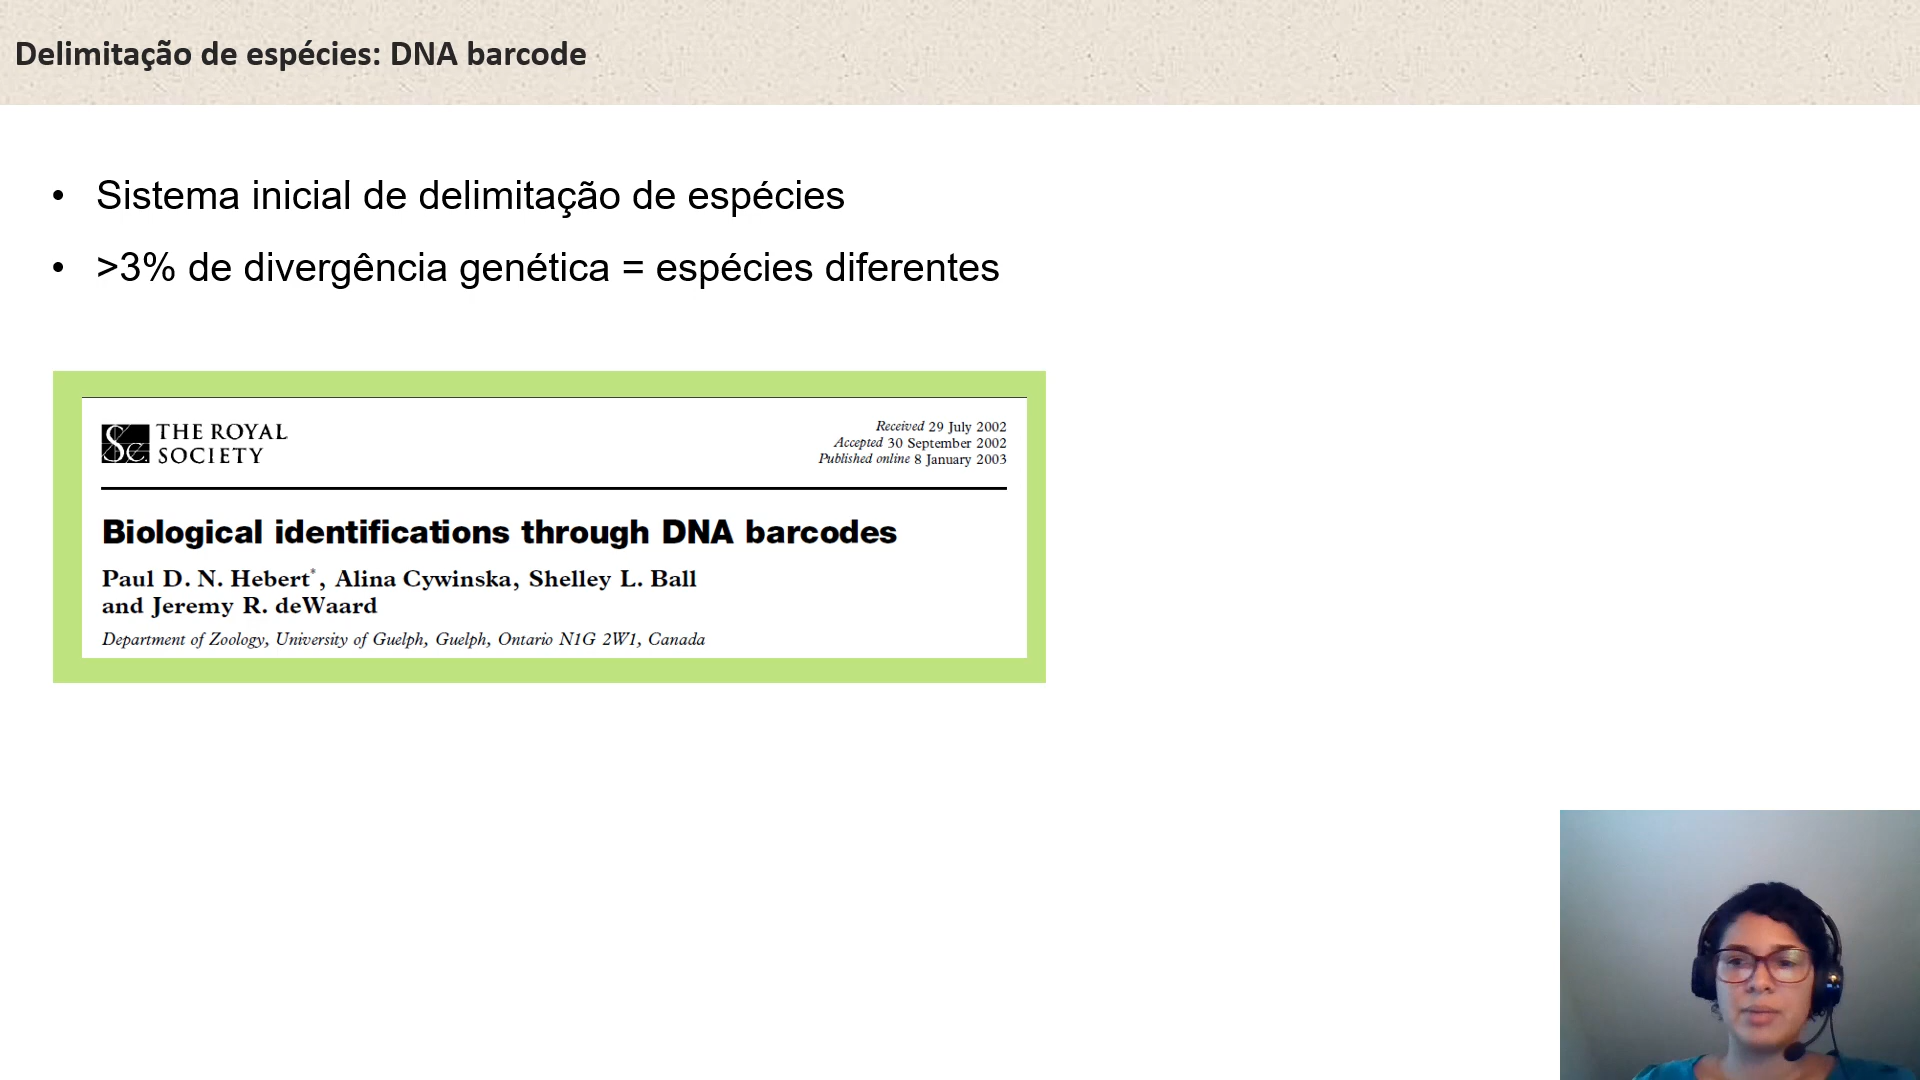 Delimitação de espécies: DNA barcode
• Sistema inicial de delimitação de espécies
• >3% de divergência genética = espécies diferentes
THE ROYAL
SOCIETY
Received 29 July 2002
Accepted 30 September 2002
Published online 8 January 2003
Biological identifications through DNA barcodes
Paul D. N. Hebert*, Alina Cywinska, Shelley L. Ball
and Jeremy R. deWaard
Department of Zoology, University of Guelph, Guelph, Ontario N1G 2W1, Canada